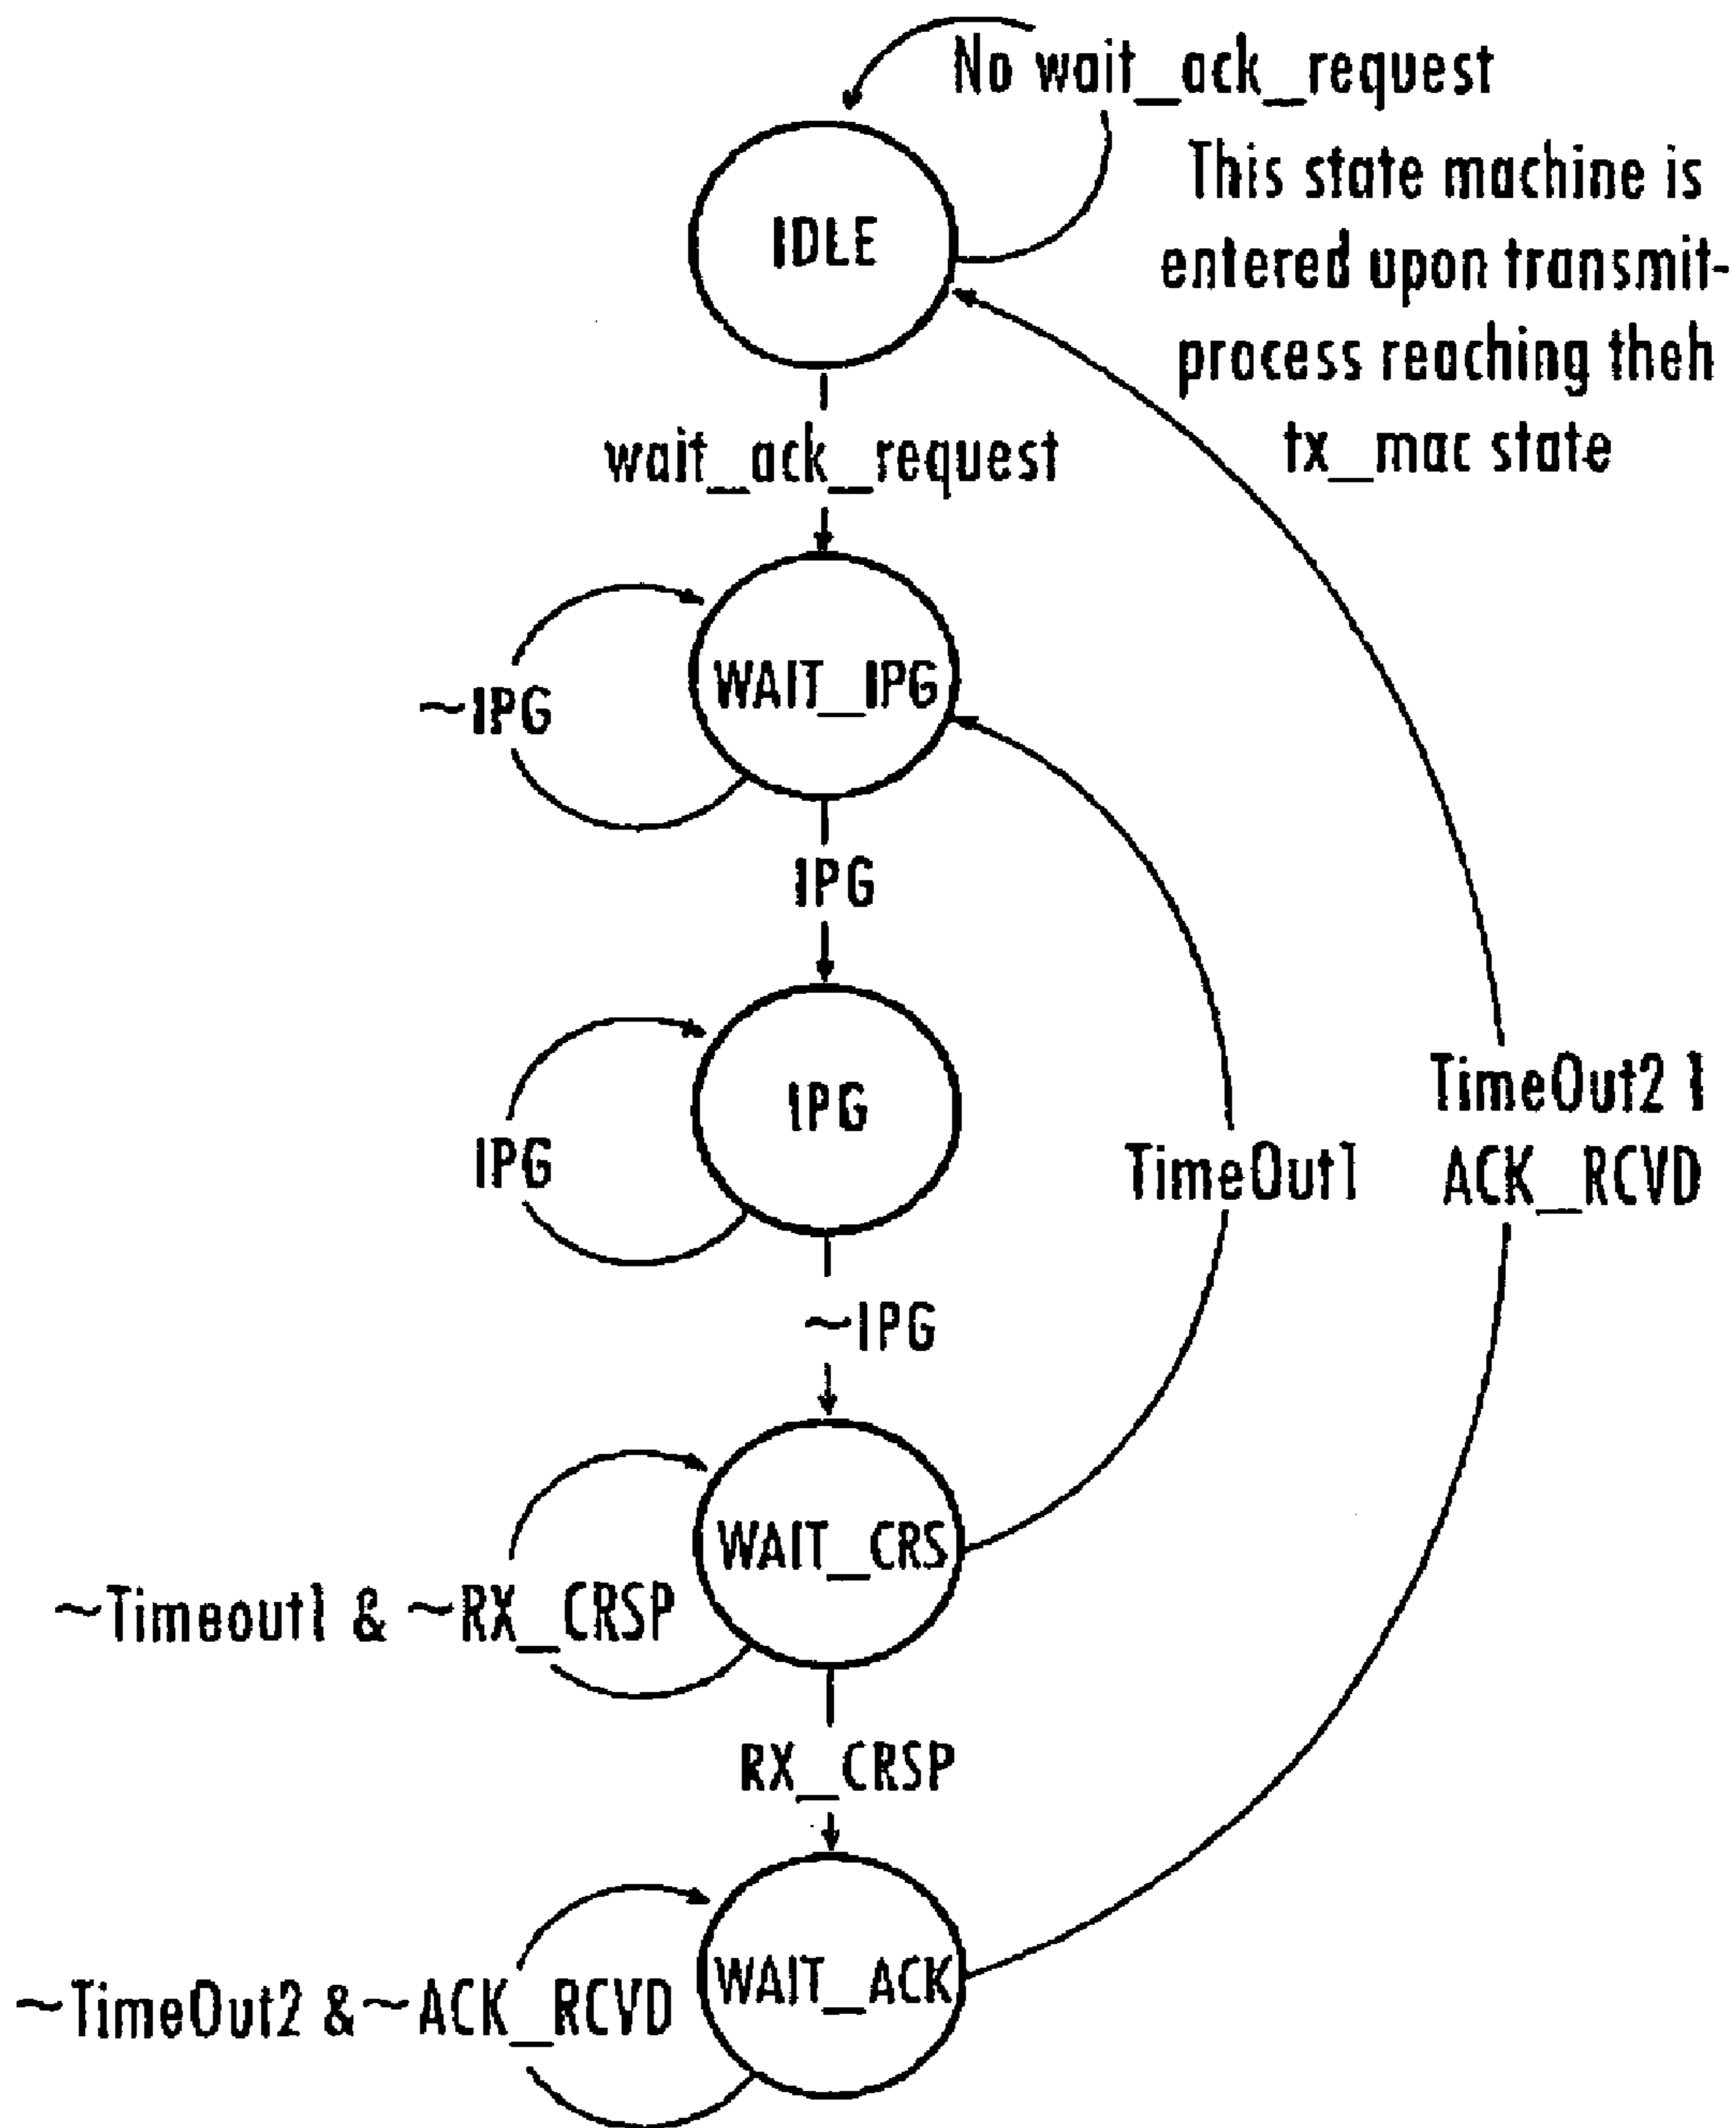 No wait_ack_request
This state machine is
entered upon transmit-
process reaching theh
tx_mac state
IDLE
wait_ack_request
WAIT_IPG
~IPG
IPG
IPG
IPG
~IPG
TimeOut1
TimeOut2 1
ACK_RCVD
WAIT_CRS
~Timeout1 & ~RX_CRSP
RX_CRSP
WAIT_ACK
~TimeOut2 & ~ACK_RCVD